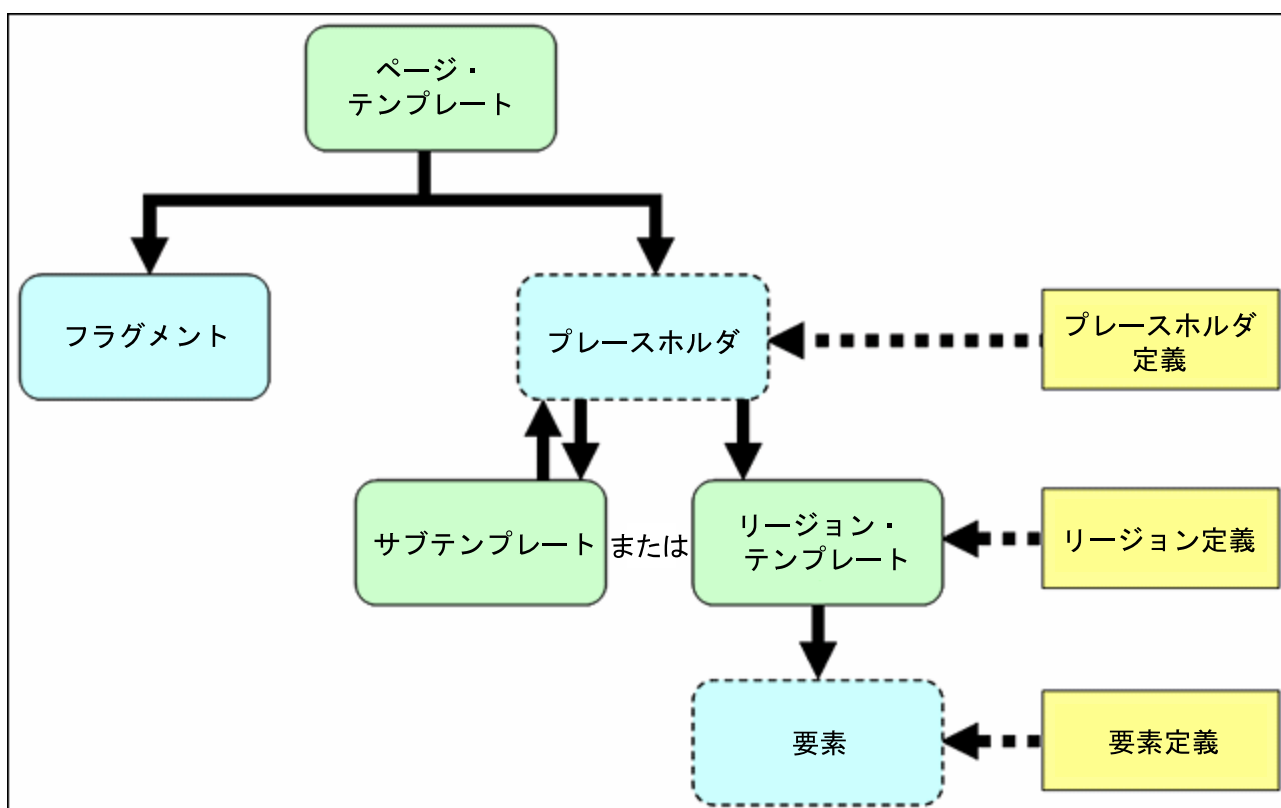 ページ・
テンプレート
フラグメント
プレースホルダ
プレースホルダ
定義
サブテンプレート
または
リージョン・
テンプレート
リージョン定義
要素
要素定義